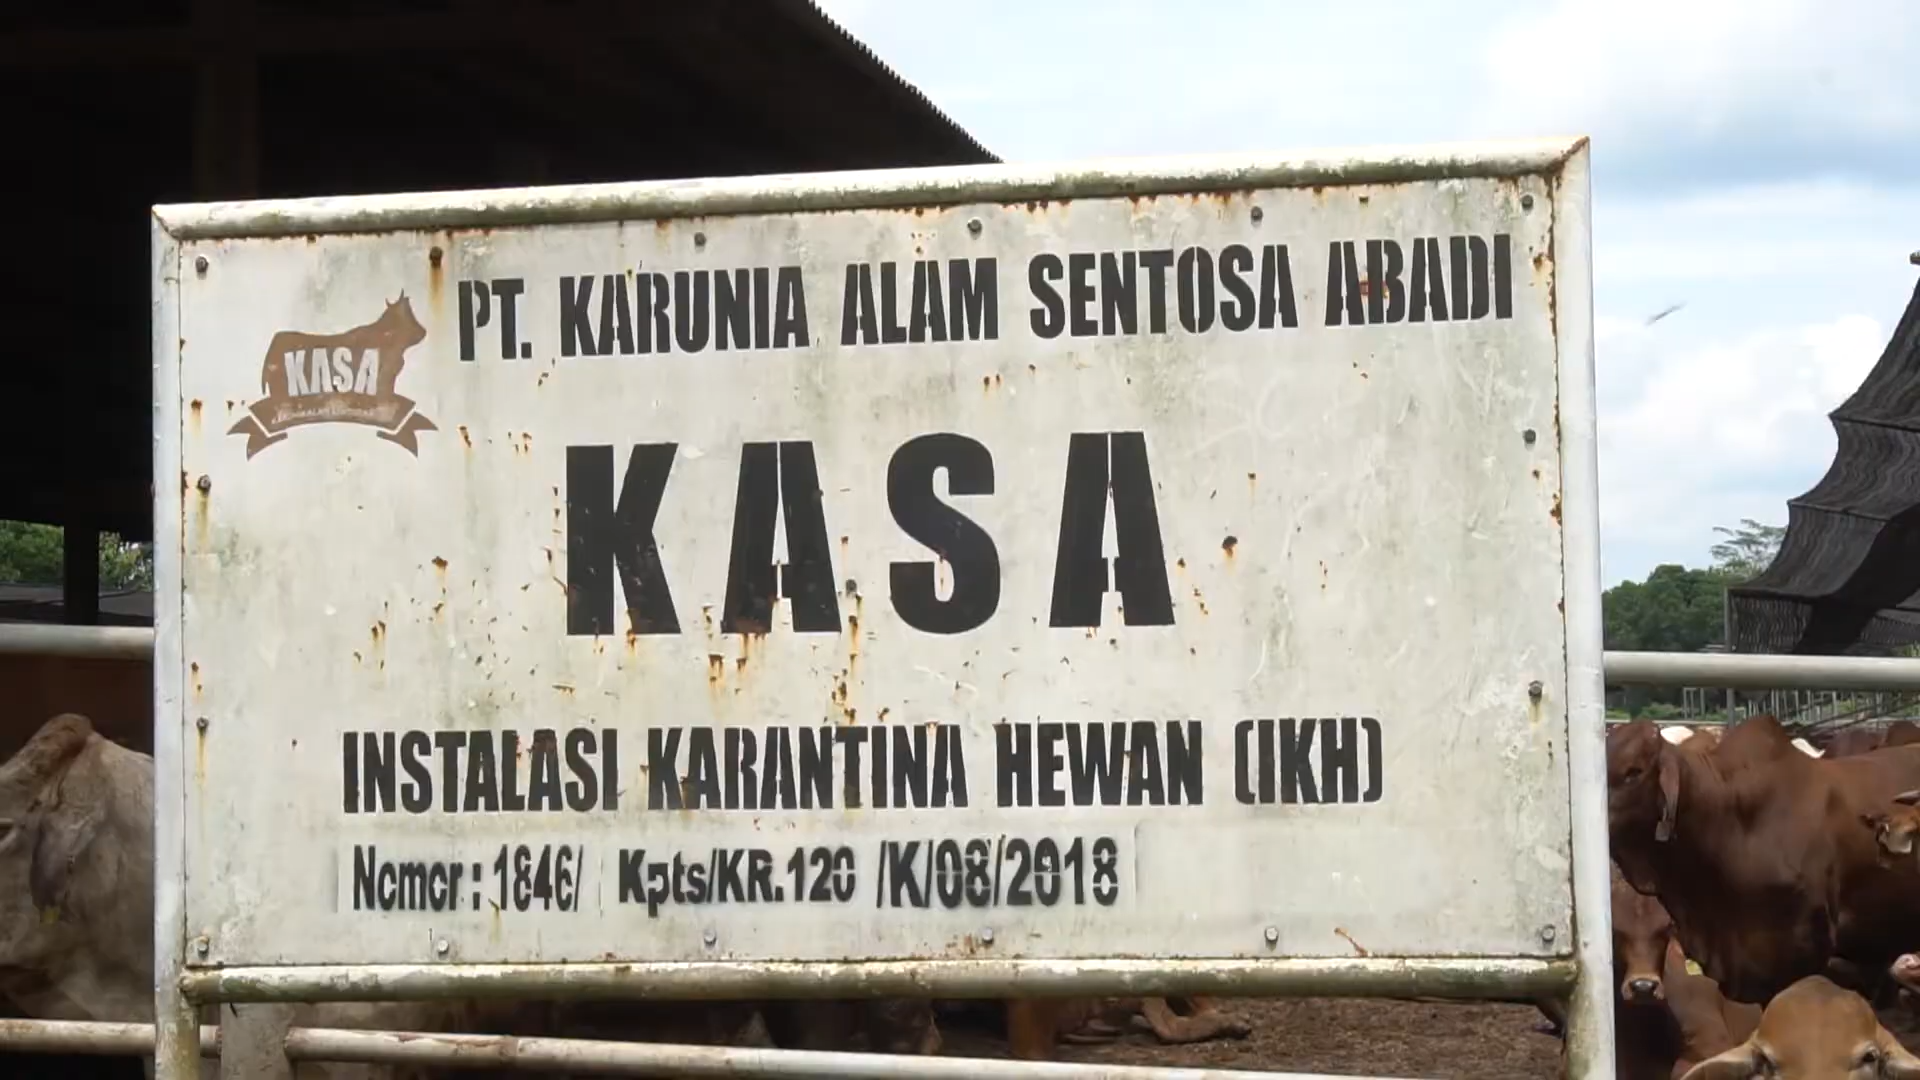 PT. KARUNIA ALAM SENTOSA ABADI
KASA
KASA
INSTALASI KARANTINA HEWAN (IKH)
Nomor : 1846/ Kpts/KR.120 /K/08/2018